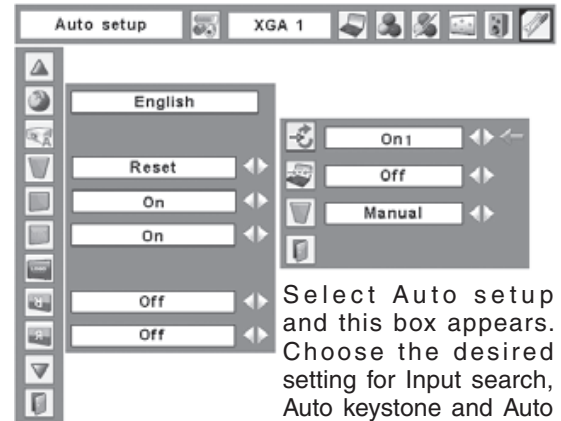 Auto setup
XGA 1
English
Reset
On
On
Off
Off
On1
Off
Manual
Select Auto setup
and this box appears.
Choose the desired
setting for Input search,
Auto keystone and Auto